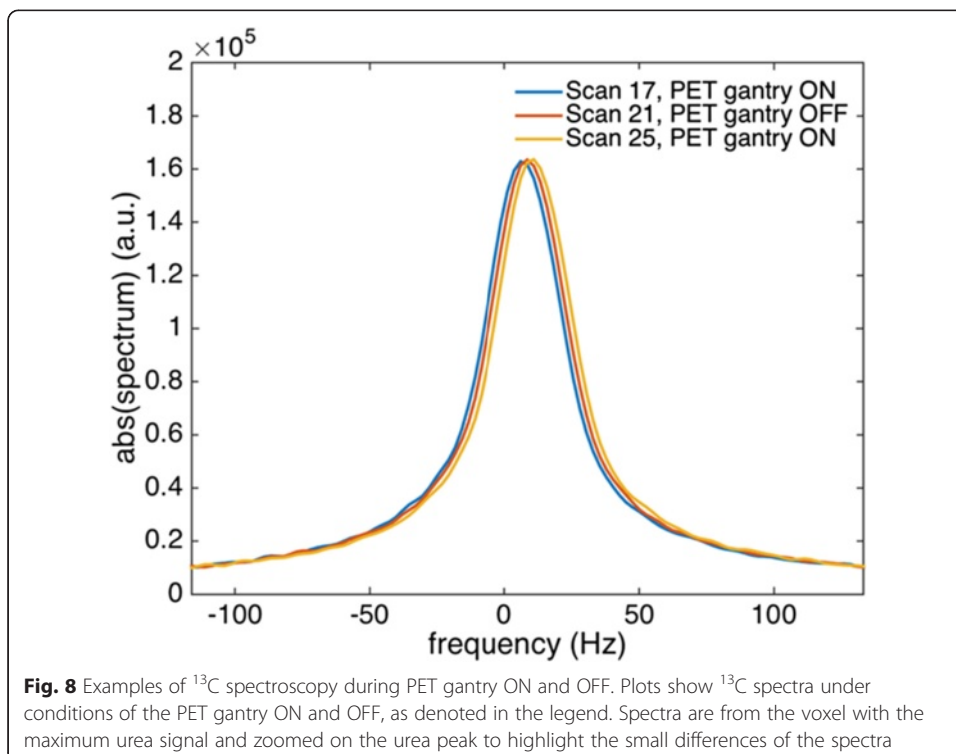 ×10⁵
2
1.8
1.6
1.4
1.2
1
0.8
0.6
0.4
0.2
0
abs(spectrum) (a.u.)
Scan 17, PET gantry ON
Scan 21, PET gantry OFF
Scan 25, PET gantry ON
-100 -50 0 50 100
frequency (Hz)
Fig. 8 Examples of ¹³C spectroscopy during PET gantry ON and OFF. Plots show ¹³C spectra under
conditions of the PET gantry ON and OFF, as denoted in the legend. Spectra are from the voxel with the
maximum urea signal and zoomed on the urea peak to highlight the small differences of the spectra